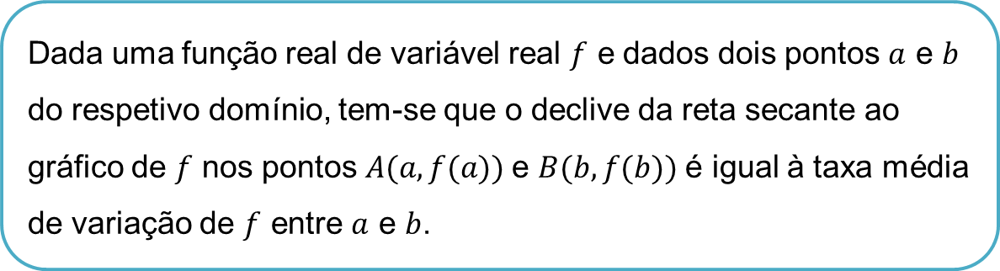 Dada uma função real de variável real 𝑓 e dados dois pontos 𝑎 e 𝑏
do respetivo domínio, tem-se que o declive da reta secante ao
gráfico de 𝑓 nos pontos 𝐴(𝑎, 𝑓(𝑎)) e 𝐵(𝑏, 𝑓(𝑏)) é igual à taxa média
de variação de 𝑓 entre 𝑎 e 𝑏.